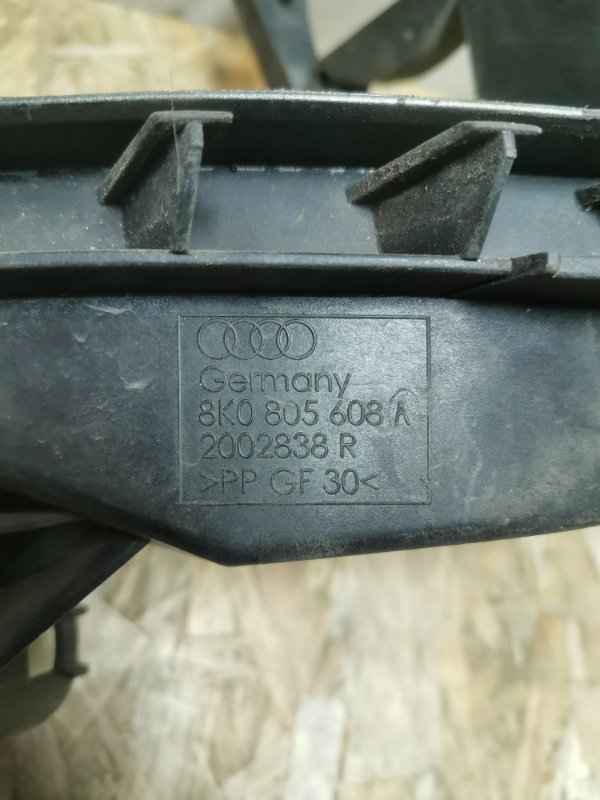 Germany
8K0 805 608 A
2002838 R
>PP GF 30<